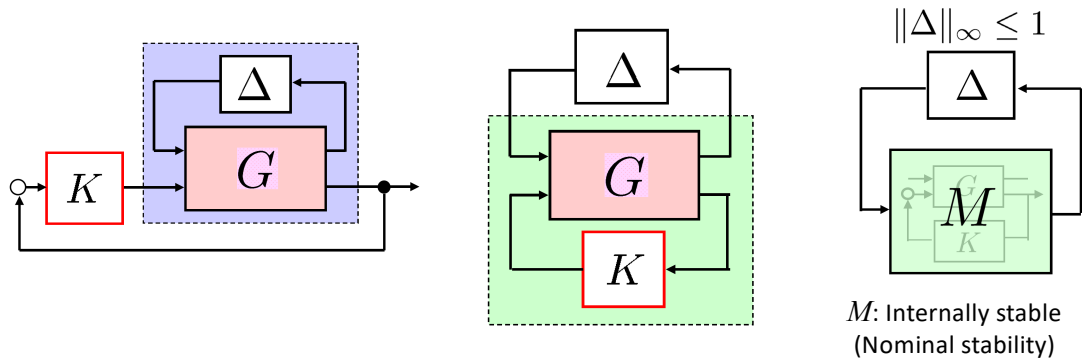 Δ
G
K
Δ
G
K
‖Δ‖∞ ≤ 1
Δ
G
M
K
M: Internally stable
(Nominal stability)